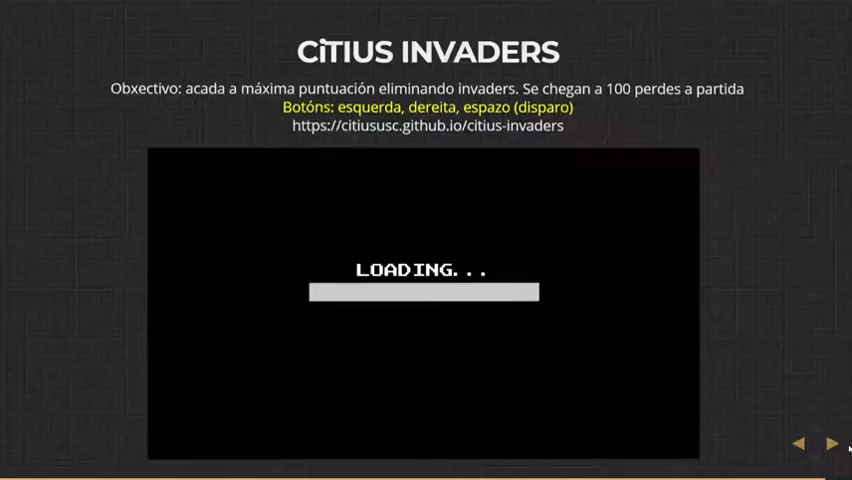 CiTIUS INVADERS
Obxectivo: acada a máxima puntuación eliminando invaders. Se chegan a 100 perdes a partida
Botóns: esquerda, dereita, espazo (disparo)
https://citiususc.github.io/citius-invaders
LOADING...